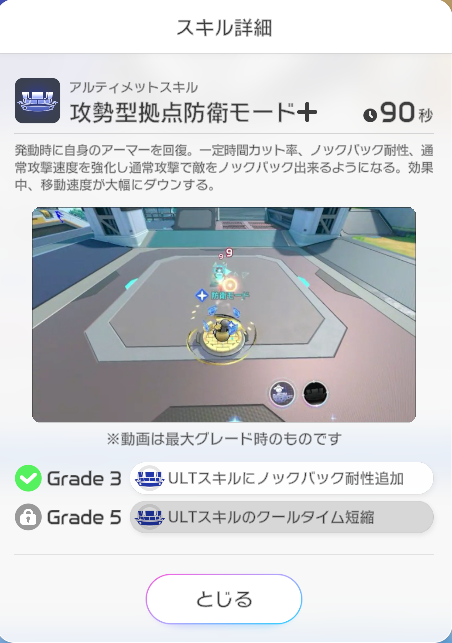 スキル詳細
アルティメットスキル
攻勢型拠点防衛モード+
90秒
発動時に自身のアーマーを回復。一定時間カット率、ノックバック耐性、通
常攻撃速度を強化し通常攻撃で敵をノックバック出来るようになる。効果
中、移動速度が大幅にダウンする。
9
9
防衛モード
※動画は最大グレード時のものです
Grade 3 ULTスキルにノックバック耐性追加
Grade 5 ULTスキルのクールタイム短縮
とじる